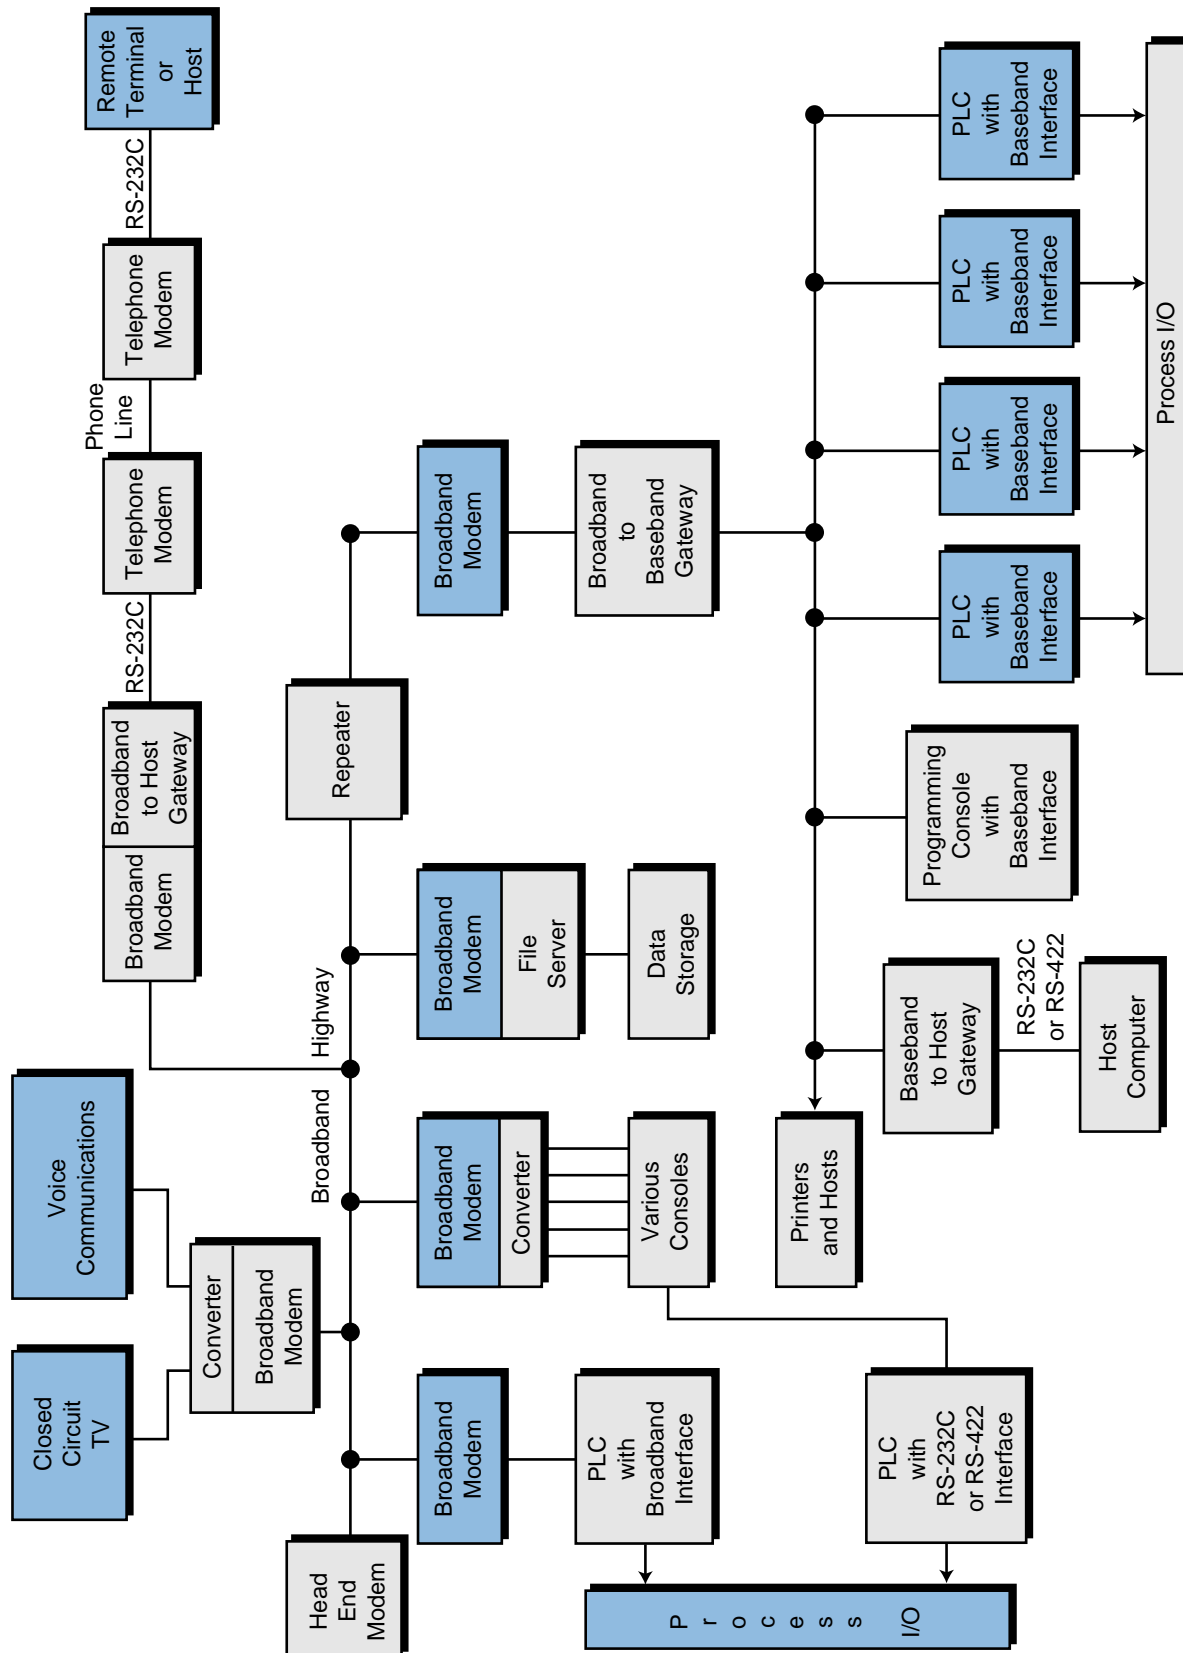 Closed
Circuit
TV
Voice
Communications
Converter
Broadband
Modem
Broadband
Modem
Broadband
to Host
Gateway
RS-232C
Telephone
Modem
Phone
Line
Telephone
Modem
RS-232C
Remote
Terminal
or
Host
Head
End
Modem
Broadband
Highway
Repeater
Broadband
Modem
PLC
with
Broadband
Interface
Broadband
Modem
Converter
Various
Consoles
Broadband
Modem
File
Server
Data
Storage
Broadband
Modem
Broadband
to
Baseband
Gateway
Process I/O
PLC
with
RS-232C
or RS-422
Interface
Printers
and Hosts
Baseband
to Host
Gateway
RS-232C
or RS-422
Host
Computer
Programming
Console
with
Baseband
Interface
PLC
with
Baseband
Interface
PLC
with
Baseband
Interface
PLC
with
Baseband
Interface
PLC
with
Baseband
Interface
Process I/O